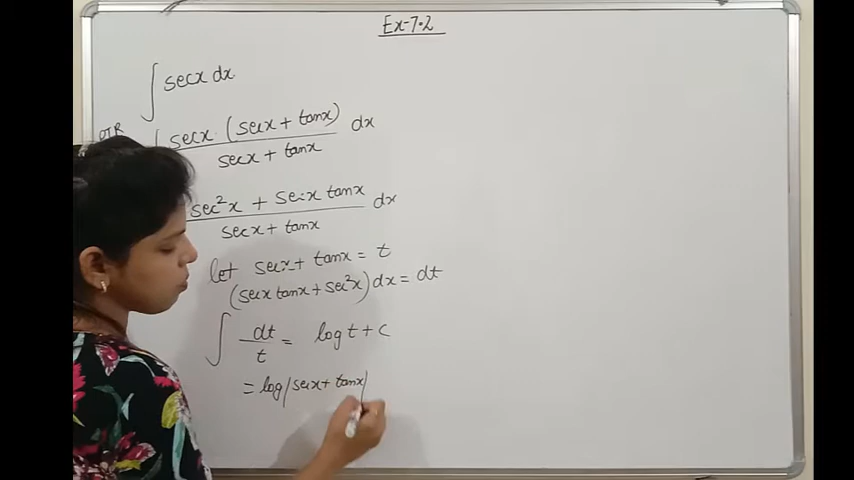 Ex-7.2
∫ secx dx
∫ secx. (secx + tanx) / secx + tanx dx
sec²x + secx tanx / secx + tanx dx
let secx + tanx = t
(secx tanx + sec²x) dx = dt
∫ dt / t = log t + c
= log |secx + tanx|